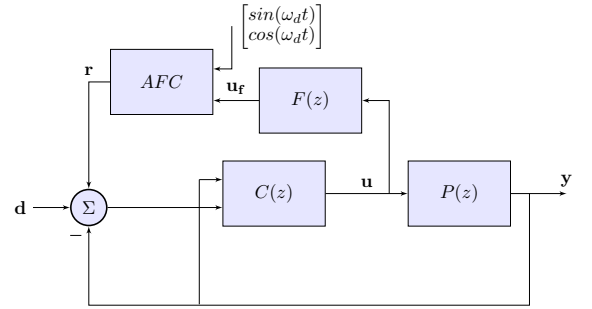 sin(ω_d t)
cos(ω_d t)
r
AFC
u_f
F(z)
u
y
d
Σ
C(z)
P(z)
−